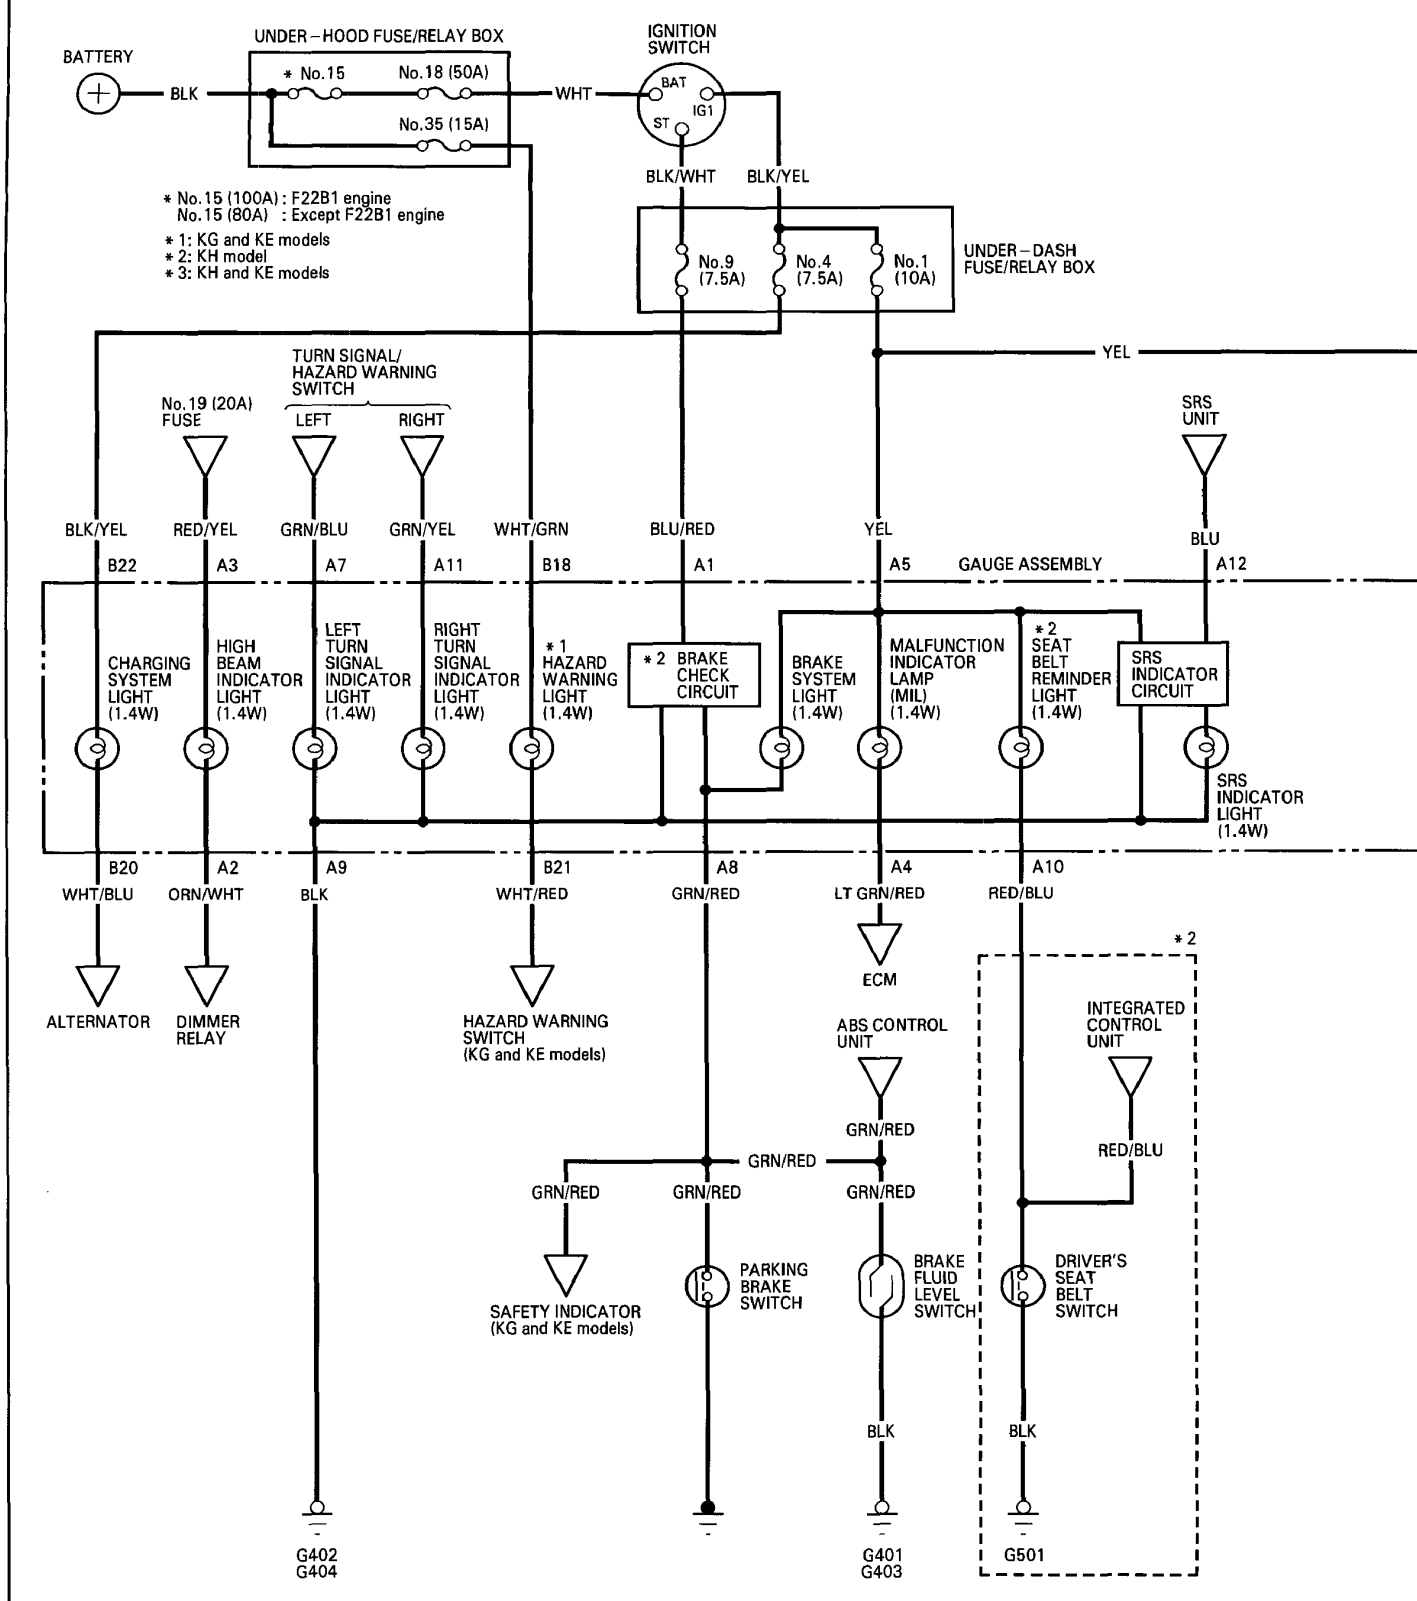 UNDER-HOOD FUSE/RELAY BOX
IGNITION
SWITCH
BATTERY
* No.15
No.18 (50A)
BLK
WHT
BAT
IG1
ST
No.35 (15A)
BLK/WHT
BLK/YEL
* No.15 (100A) : F22B1 engine
No.15 (80A) : Except F22B1 engine
* 1: KG and KE models
* 2: KH model
* 3: KH and KE models
No.9
(7.5A)
No.4
(7.5A)
No.1
(10A)
UNDER-DASH
FUSE/RELAY BOX
YEL
TURN SIGNAL/
HAZARD WARNING
SWITCH
No.19 (20A)
FUSE
LEFT
RIGHT
SRS
UNIT
BLK/YEL
RED/YEL
GRN/BLU
GRN/YEL
WHT/GRN
BLU/RED
YEL
BLU
B22
A3
A7
A11
B18
A1
A5
GAUGE ASSEMBLY
A12
CHARGING
SYSTEM
LIGHT
(1.4W)
HIGH
BEAM
INDICATOR
LIGHT
(1.4W)
LEFT
TURN
SIGNAL
INDICATOR
LIGHT
(1.4W)
RIGHT
TURN
SIGNAL
INDICATOR
LIGHT
(1.4W)
* 1
HAZARD
WARNING
LIGHT
(1.4W)
* 2 BRAKE
CHECK
CIRCUIT
BRAKE
SYSTEM
LIGHT
(1.4W)
MALFUNCTION
INDICATOR
LAMP
(MIL)
(1.4W)
* 2
SEAT
BELT
REMINDER
LIGHT
(1.4W)
SRS
INDICATOR
CIRCUIT
SRS
INDICATOR
LIGHT
(1.4W)
B20
A2
A9
B21
A8
A4
A10
WHT/BLU
ORN/WHT
BLK
WHT/RED
GRN/RED
LT GRN/RED
RED/BLU
* 2
ECM
ALTERNATOR
DIMMER
RELAY
HAZARD WARNING
SWITCH
(KG and KE models)
ABS CONTROL
UNIT
INTEGRATED
CONTROL
UNIT
GRN/RED
RED/BLU
GRN/RED
GRN/RED
GRN/RED
GRN/RED
SAFETY INDICATOR
(KG and KE models)
PARKING
BRAKE
SWITCH
BRAKE
FLUID
LEVEL
SWITCH
DRIVER'S
SEAT
BELT
SWITCH
BLK
BLK
G402
G404
G401
G403
G501